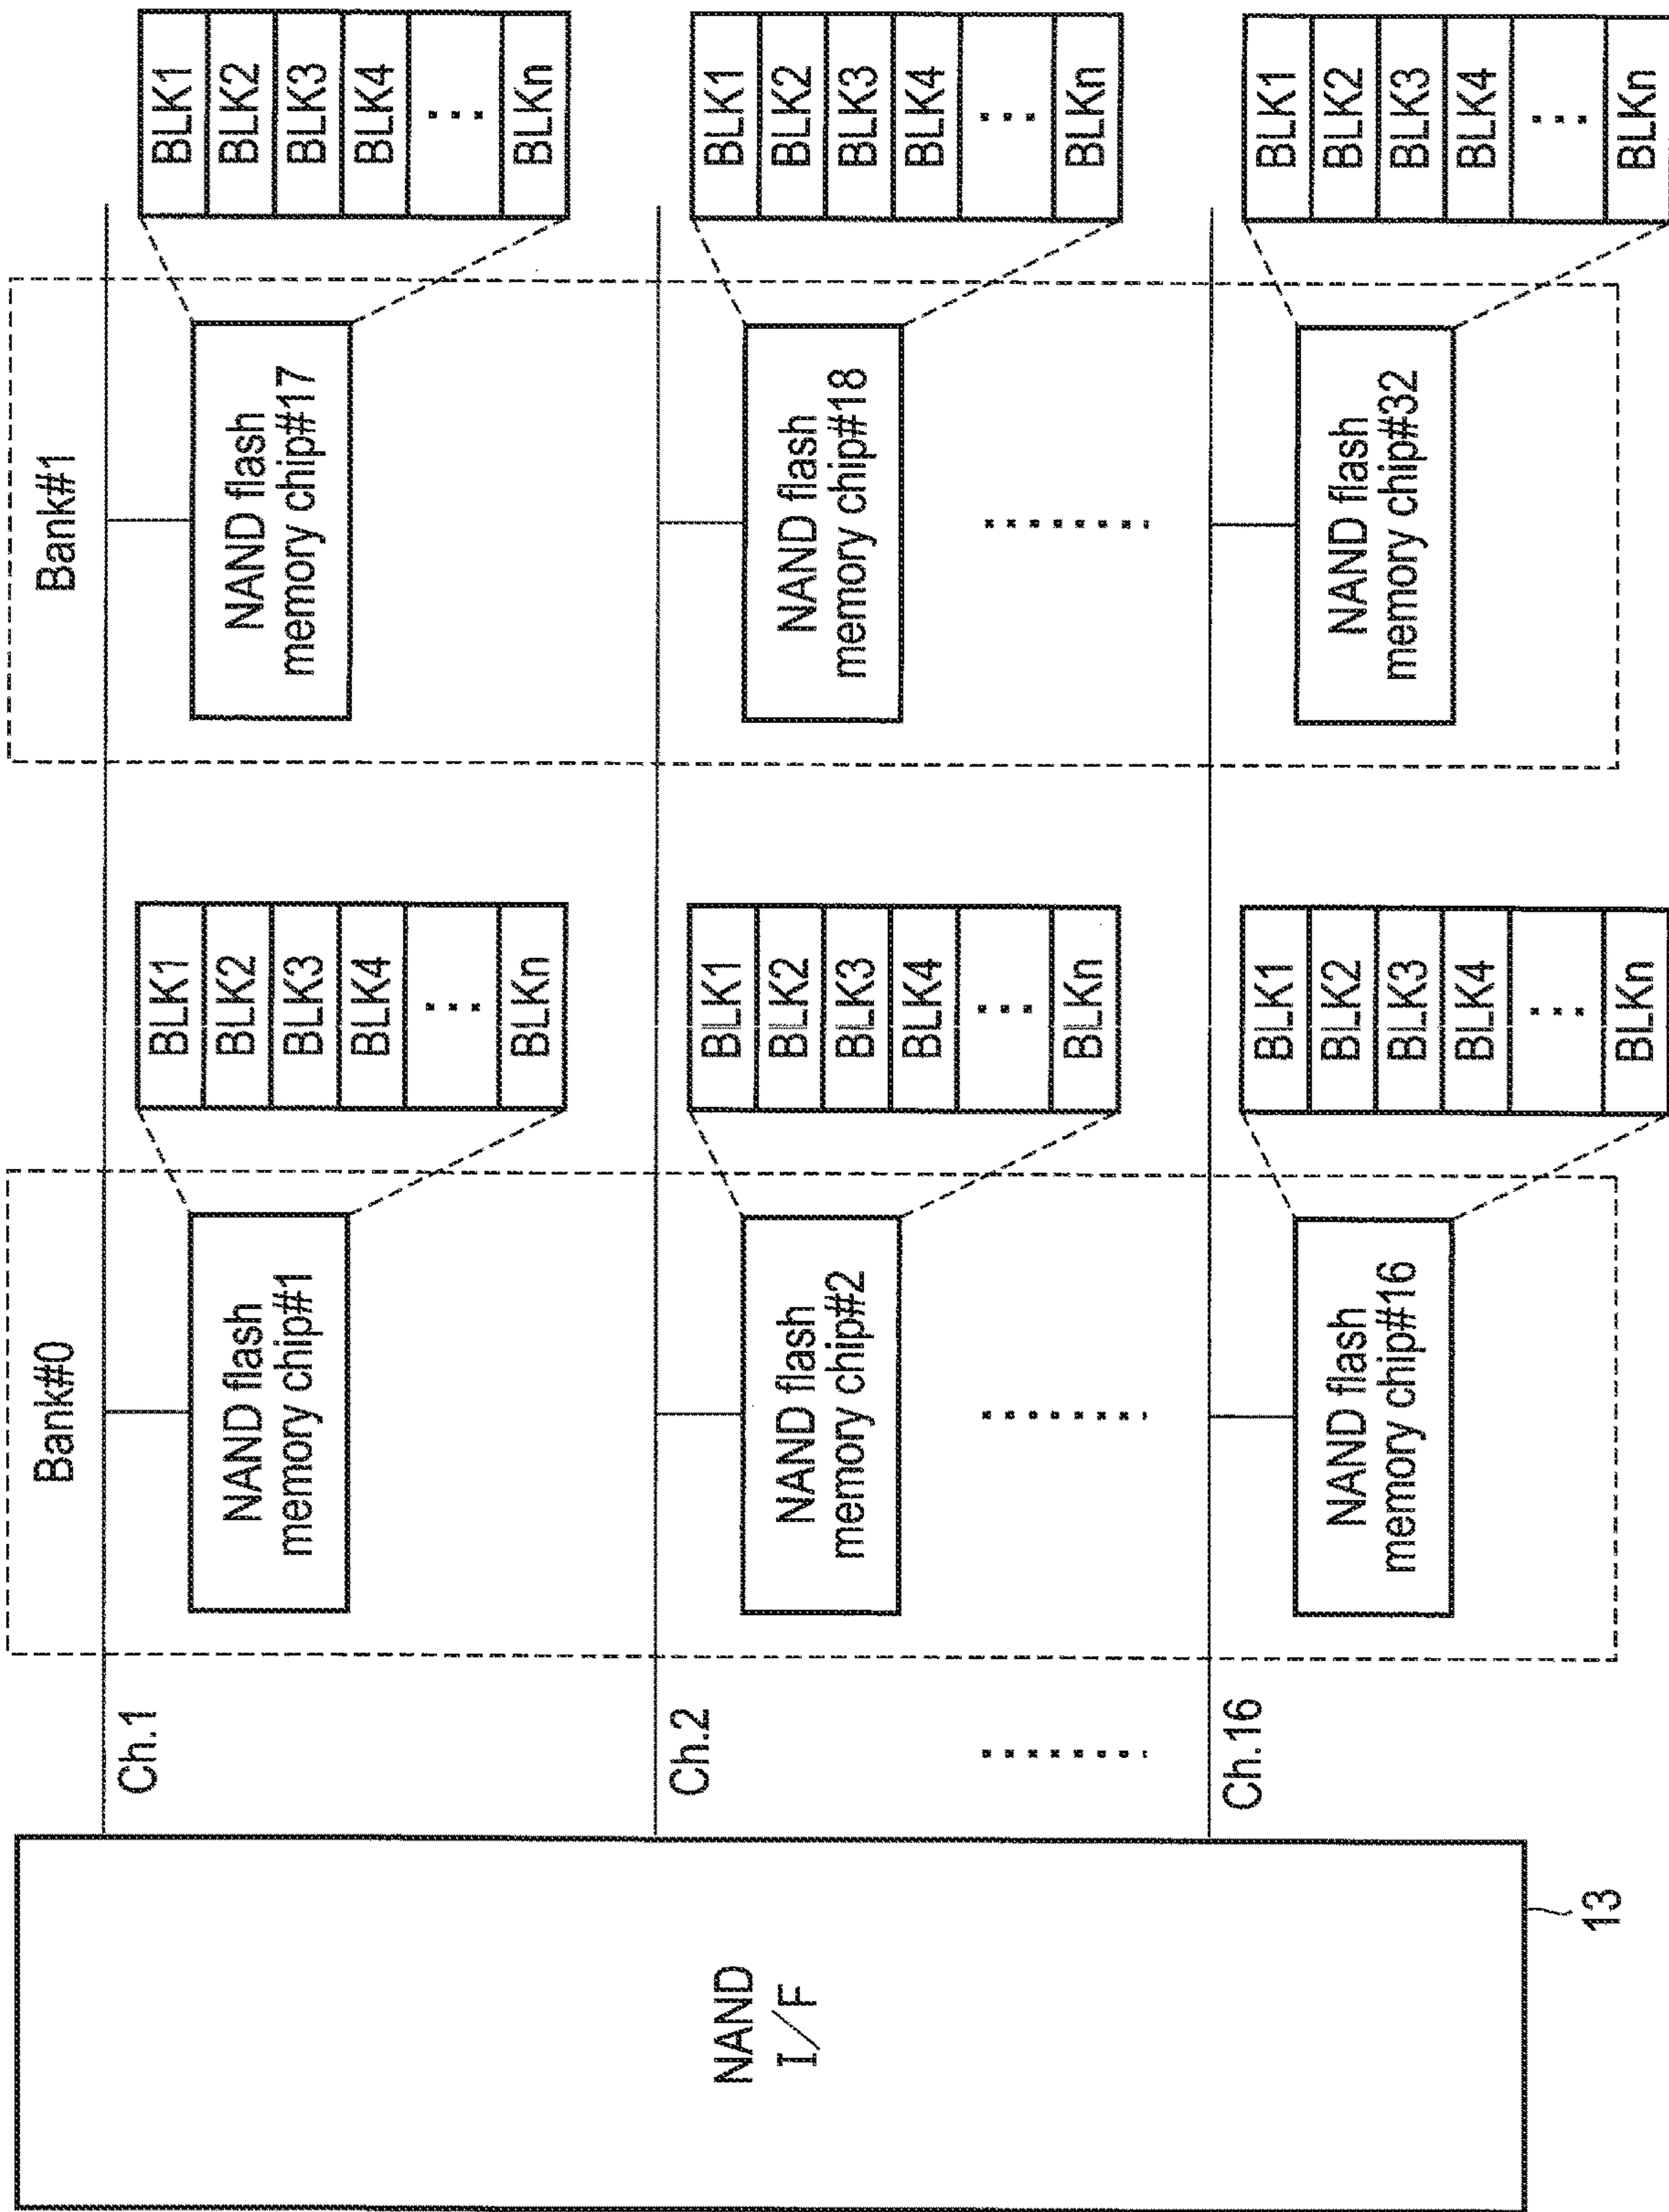 Bank#0
Bank#1
NAND
I/F
13
Ch.1
NAND flash
memory chip#1
BLK1
BLK2
BLK3
BLK4
BLKn
NAND flash
memory chip#17
BLK1
BLK2
BLK3
BLK4
BLKn
Ch.2
NAND flash
memory chip#2
BLK1
BLK2
BLK3
BLK4
BLKn
NAND flash
memory chip#18
BLK1
BLK2
BLK3
BLK4
BLKn
Ch.16
NAND flash
memory chip#16
BLK1
BLK2
BLK3
BLK4
BLKn
NAND flash
memory chip#32
BLK1
BLK2
BLK3
BLK4
BLKn